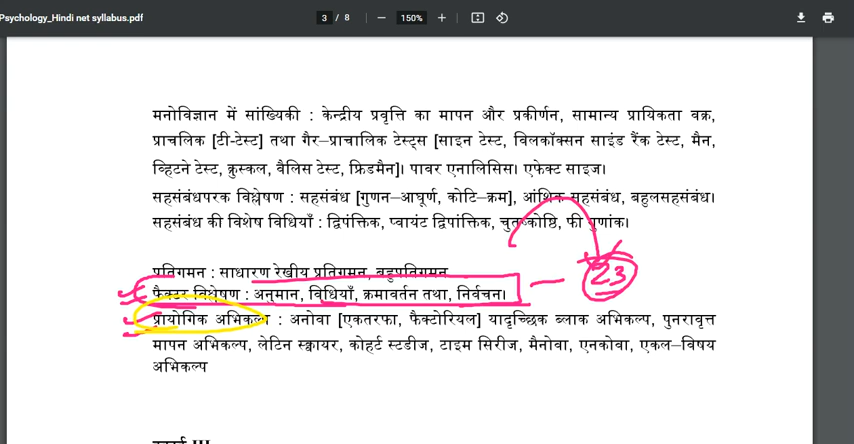 Psychology_Hindi net syllabus.pdf
3 / 8 — 150% +
मनोविज्ञान में सांख्यिकी : केन्द्रीय प्रवृत्ति का मापन और प्रकीर्णन, सामान्य प्रायिकता वक्र,
प्राचलिक [टी-टेस्ट] तथा गैर–प्राचालिक टेस्ट्स [साइन टेस्ट, विलकॉक्सन साइंड रैंक टेस्ट, मैन,
व्हिटने टेस्ट, क्रुस्कल, वैलिस टेस्ट, फ्रिडमैन]। पावर एनालिसिस। एफेक्ट साइज।
सहसंबंधपरक विश्लेषण : सहसंबंध [गुणन–आघूर्ण, कोटि–क्रम], आंशिक सहसंबंध, बहुलसहसंबंध।
सहसंबंध की विशेष विधियाँ : द्विपंक्तिक, प्वायंट द्विपांक्तिक, चुतःकोष्ठि, फी गुणांक।
प्रतिगमन : साधारण रेखीय प्रतिगमन, बहुप्रतिगमन
फैक्टर विश्लेषण : अनुमान, विधियाँ, क्रमावर्तन तथा, निर्वचन।
23
प्रायोगिक अभिकल्प : अनोवा [एकतरफा, फैक्टोरियल] यादृच्छिक ब्लाक अभिकल्प, पुनरावृत्त
मापन अभिकल्प, लेटिन स्क्वायर, कोहर्ट स्टडीज, टाइम सिरीज, मैनोवा, एनकोवा, एकल–विषय
अभिकल्प